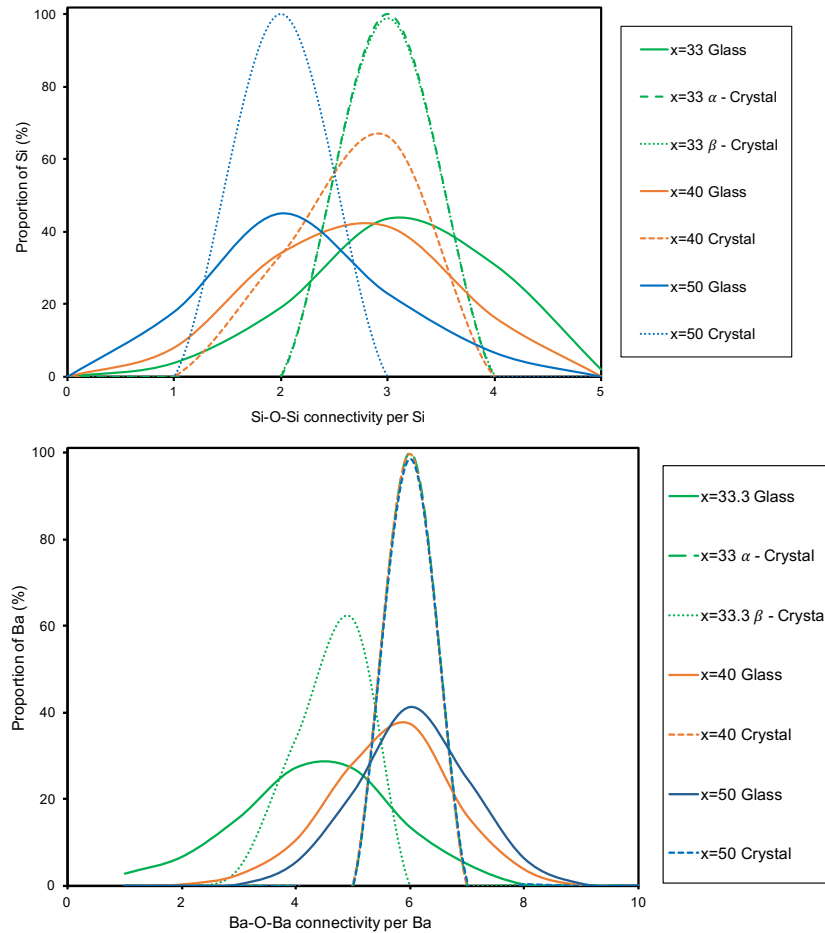 100
80
60
40
20
0
Proportion of Si (%)
0 1 2 3 4 5
Si-O-Si connectivity per Si
x=33 Glass
x=33 α - Crystal
x=33 β - Crystal
x=40 Glass
x=40 Crystal
x=50 Glass
x=50 Crystal
100
80
60
40
20
0
Proportion of Ba (%)
0 2 4 6 8 10
Ba-O-Ba connectivity per Ba
x=33.3 Glass
x=33 α - Crystal
x=33.3 β - Crysta
x=40 Glass
x=40 Crystal
x=50 Glass
x=50 Crystal